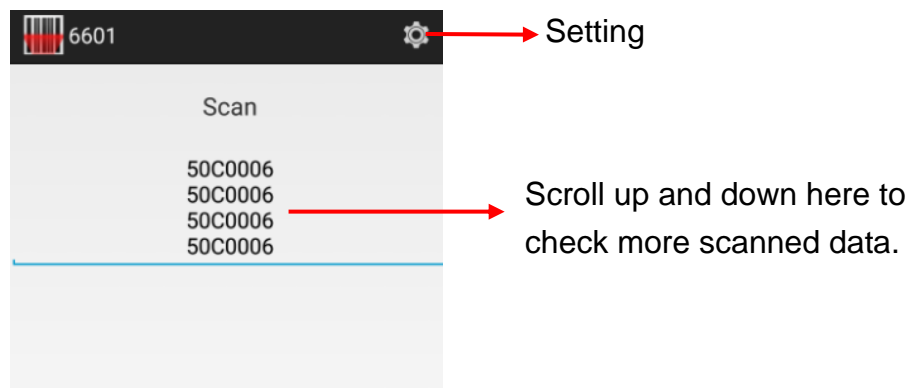 6601
Setting
Scan
50C0006
50C0006
50C0006
50C0006
Scroll up and down here to
check more scanned data.